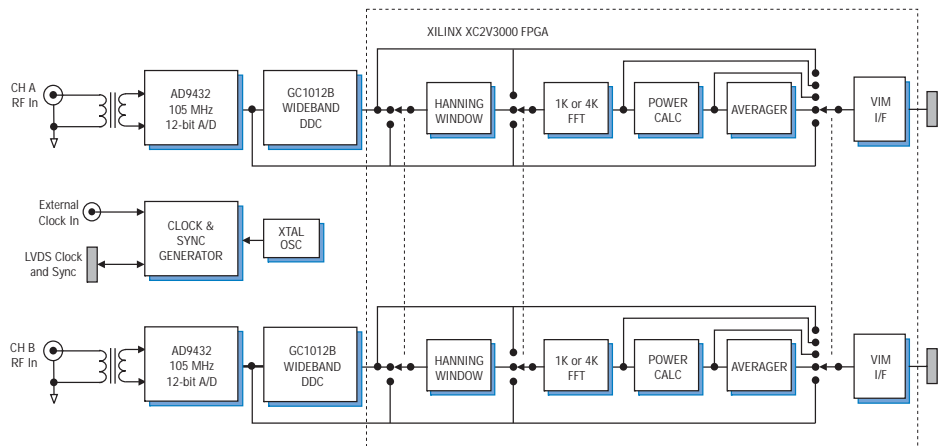 XILINX XC2V3000 FPGA
CH A
RF In
AD9432
105 MHz
12-bit A/D
GC1012B
WIDEBAND
DDC
HANNING
WINDOW
1K or 4K
FFT
POWER
CALC
AVERAGER
VIM
I/F
External
Clock In
LVDS Clock
and Sync
CLOCK &
SYNC
GENERATOR
XTAL
OSC
CH B
RF In
AD9432
105 MHz
12-bit A/D
GC1012B
WIDEBAND
DDC
HANNING
WINDOW
1K or 4K
FFT
POWER
CALC
AVERAGER
VIM
I/F